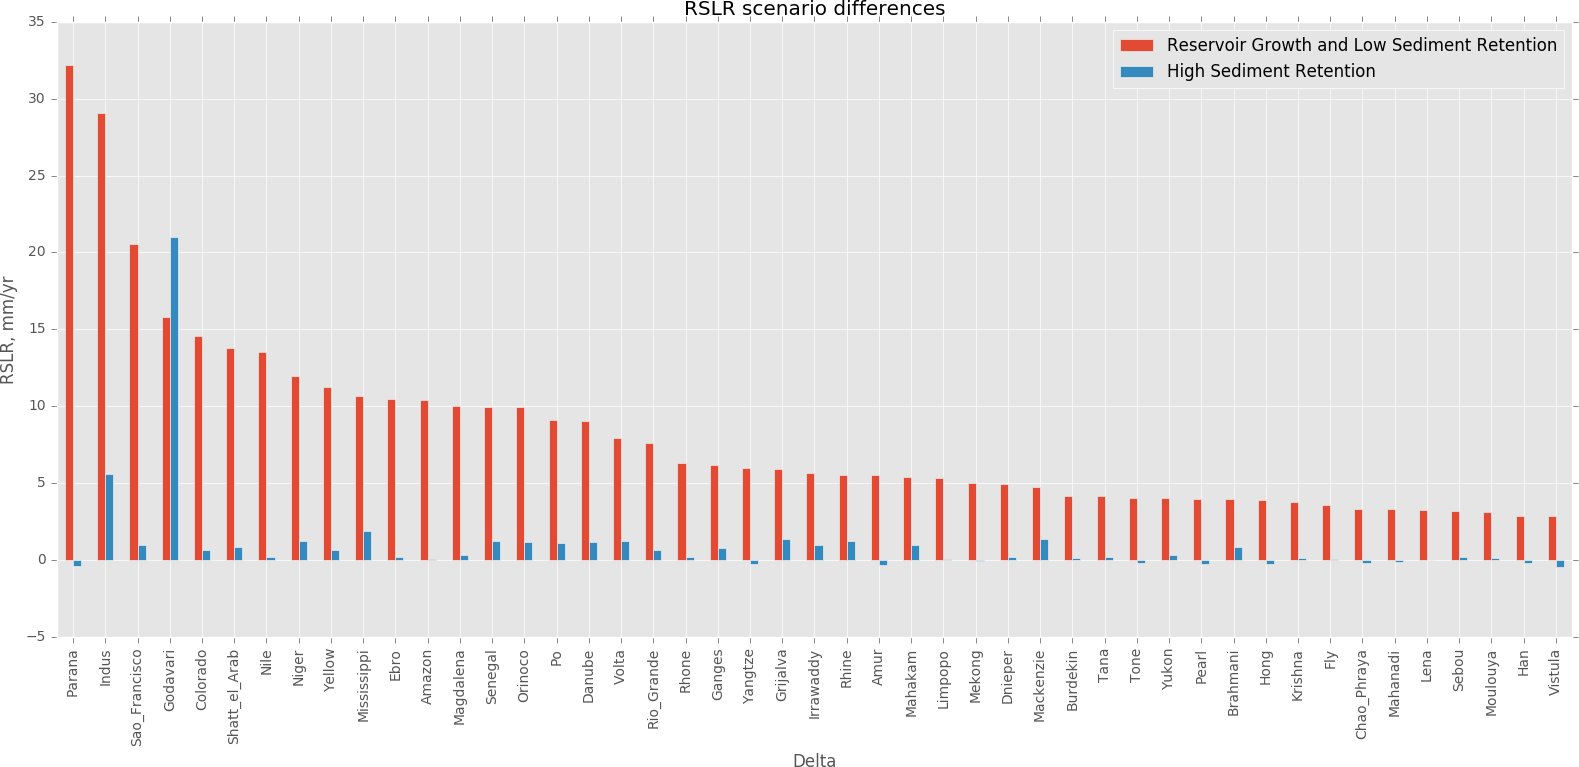 RSLR scenario differences
Reservoir Growth and Low Sediment Retention
High Sediment Retention
RSLR, mm/yr
35
30
25
20
15
10
5
0
−5
Parana
Indus
Sao_Francisco
Godavari
Colorado
Shatt_el_Arab
Nile
Niger
Yellow
Mississippi
Ebro
Amazon
Magdalena
Senegal
Orinoco
Po
Danube
Volta
Rio_Grande
Rhone
Ganges
Yangtze
Grijalva
Irrawaddy
Rhine
Amur
Mahakam
Limpopo
Mekong
Dnieper
Mackenzie
Burdekin
Tana
Tone
Yukon
Pearl
Brahmani
Hong
Krishna
Fly
Chao_Phraya
Mahanadi
Lena
Sebou
Moulouya
Han
Vistula
Delta